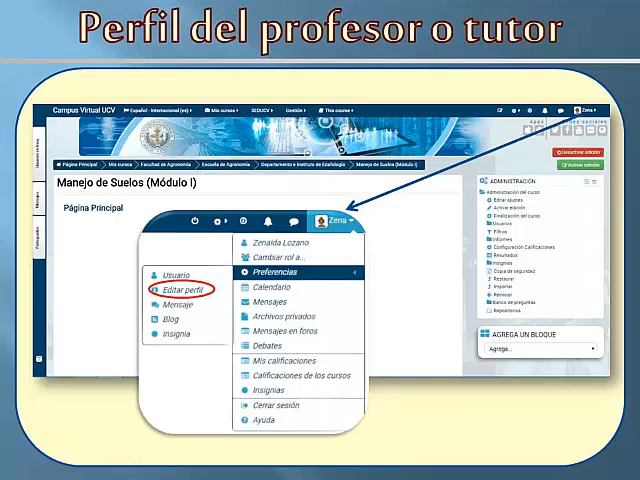 Perfil del profesor o tutor
Campus Virtual UCV Español - Internacional (es) Mis cursos SEDUCV Gestión This course Zena
Desactivar edición
Activar edición
Página Principal Mis cursos Facultad de Agronomía Escuela de Agronomía Departamento e Instituto de Edafología Manejo de Suelos (Módulo I)
Manejo de Suelos (Módulo I)
Página Principal
ADMINISTRACIÓN
Administración del curso
Editar ajustes
Activar edición
Finalización del curso
Usuarios
Filtros
Informes
Configuración Calificaciones
Resultados
Insignias
Copia de seguridad
Restaurar
Importar
Reiniciar
Banco de preguntas
Repositorios
AGREGA UN BLOQUE
Agrega...
Zena
Zenaida Lozano
Cambiar rol a...
Preferencias
Calendario
Mensajes
Archivos privados
Mensajes en foros
Debates
Mis calificaciones
Calificaciones de los cursos
Insignias
Cerrar sesión
Ayuda
Usuario
Editar perfil
Mensaje
Blog
Insignia